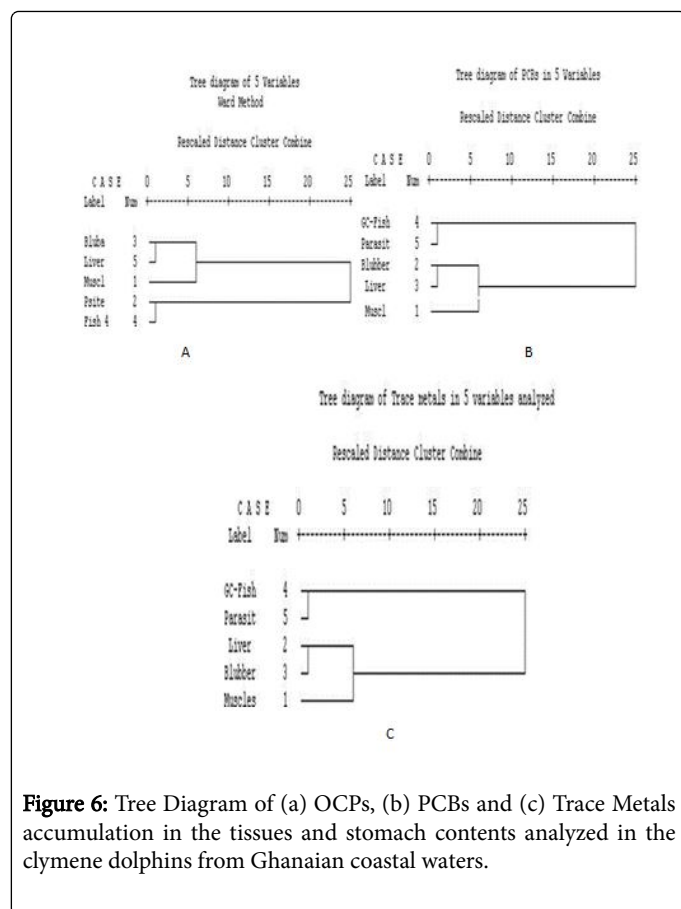 Tree diagram of 5 Variables
Ward Method
Rescaled Distance Cluster Combine
C A S E 0 5 10 15 20 25
Label Num
Bluba 3
Liver 5
Muscl 1
Psite 2
Fish 4 4
A
Tree diagram of PCBs in 5 Variables
Rescaled Distance Cluster Combine
C A S E 0 5 10 15 20 25
Label Num
GC-Fish 4
Parasit 5
Blubber 2
Liver 3
Muscl 1
B
Tree diagram of Trace metals in 5 variables analyzed
Rescaled Distance Cluster Combine
C A S E 0 5 10 15 20 25
Label Num
GC-Fish 4
Parasit 5
Liver 2
Blubber 3
Muscles 1
C
Figure 6: Tree Diagram of (a) OCPs, (b) PCBs and (c) Trace Metals
accumulation in the tissues and stomach contents analyzed in the
clymene dolphins from Ghanaian coastal waters.